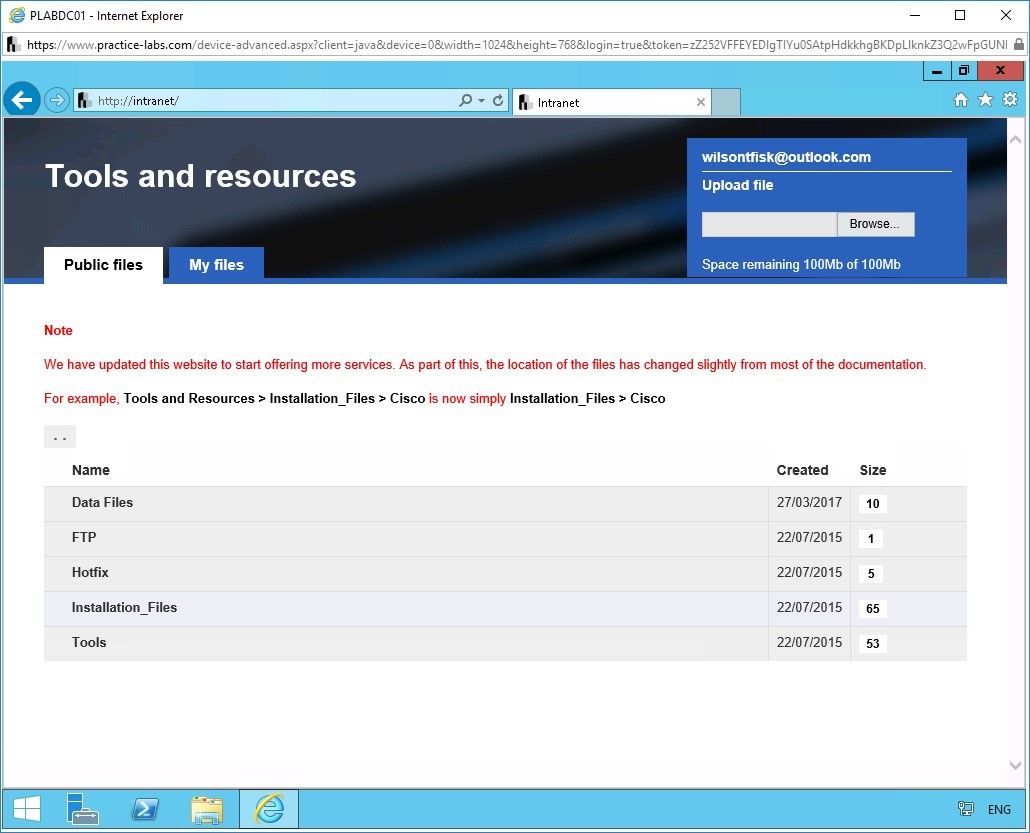 PLABDC01 - Internet Explorer
https://www.practice-labs.com/device-advanced.aspx?client=java&device=0&width=1024&height=768&login=true&token=
http://intranet/
Intranet
Tools and resources
wilsontfisk@outlook.com
Upload file
Browse...
Space remaining 100Mb of 100Mb
Public files
My files
Note
We have updated this website to start offering more services. As part of this, the location of the files has changed slightly from most of the documentation.
For example, Tools and Resources > Installation_Files > Cisco is now simply Installation_Files > Cisco
. .
Name Created Size
Data Files 27/03/2017 10
FTP 22/07/2015 1
Hotfix 22/07/2015 5
Installation_Files 22/07/2015 65
Tools 22/07/2015 53
ENG